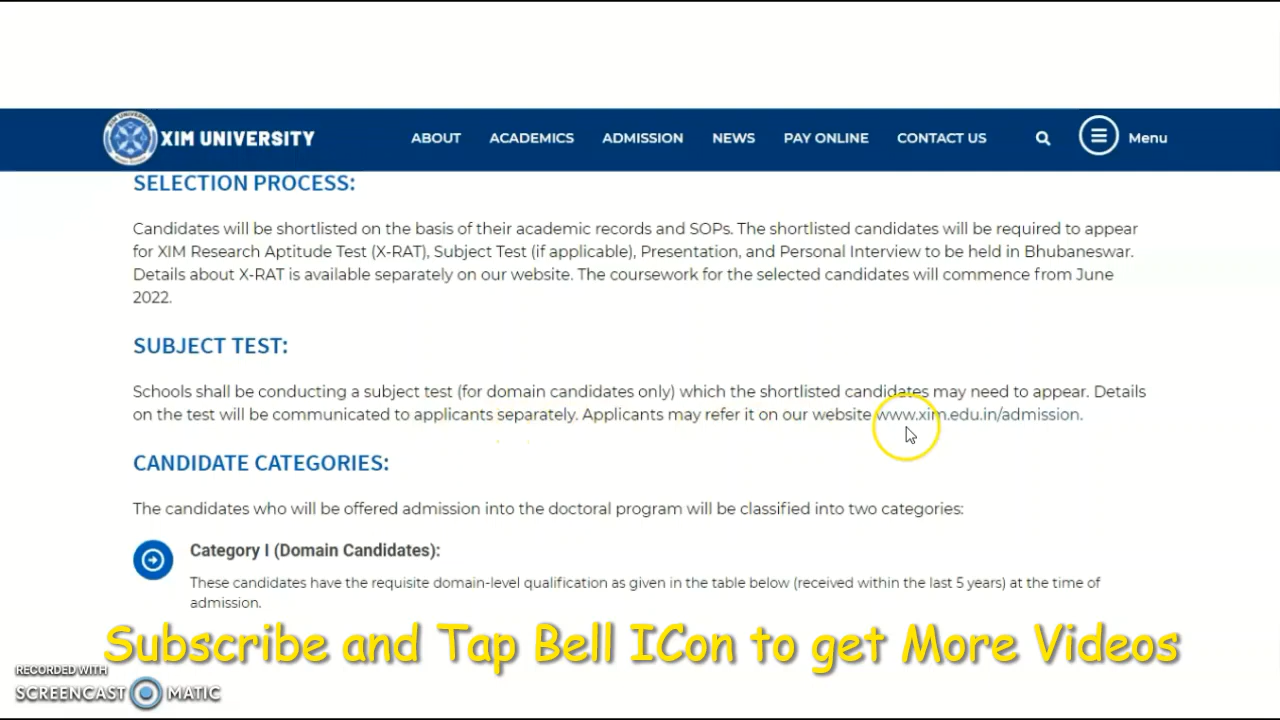 XIM UNIVERSITY
ABOUT ACADEMICS ADMISSION NEWS PAY ONLINE CONTACT US Menu
SELECTION PROCESS:
Candidates will be shortlisted on the basis of their academic records and SOPs. The shortlisted candidates will be required to appear
for XIM Research Aptitude Test (X-RAT), Subject Test (if applicable), Presentation, and Personal Interview to be held in Bhubaneswar.
Details about X-RAT is available separately on our website. The coursework for the selected candidates will commence from June
2022.
SUBJECT TEST:
Schools shall be conducting a subject test (for domain candidates only) which the shortlisted candidates may need to appear. Details
on the test will be communicated to applicants separately. Applicants may refer it on our website www.xim.edu.in/admission.
CANDIDATE CATEGORIES:
The candidates who will be offered admission into the doctoral program will be classified into two categories:
Category I (Domain Candidates):
These candidates have the requisite domain-level qualification as given in the table below (received within the last 5 years) at the time of
admission.
Subscribe and Tap Bell ICon to get More Videos
RECORDED WITH
SCREENCAST MATIC